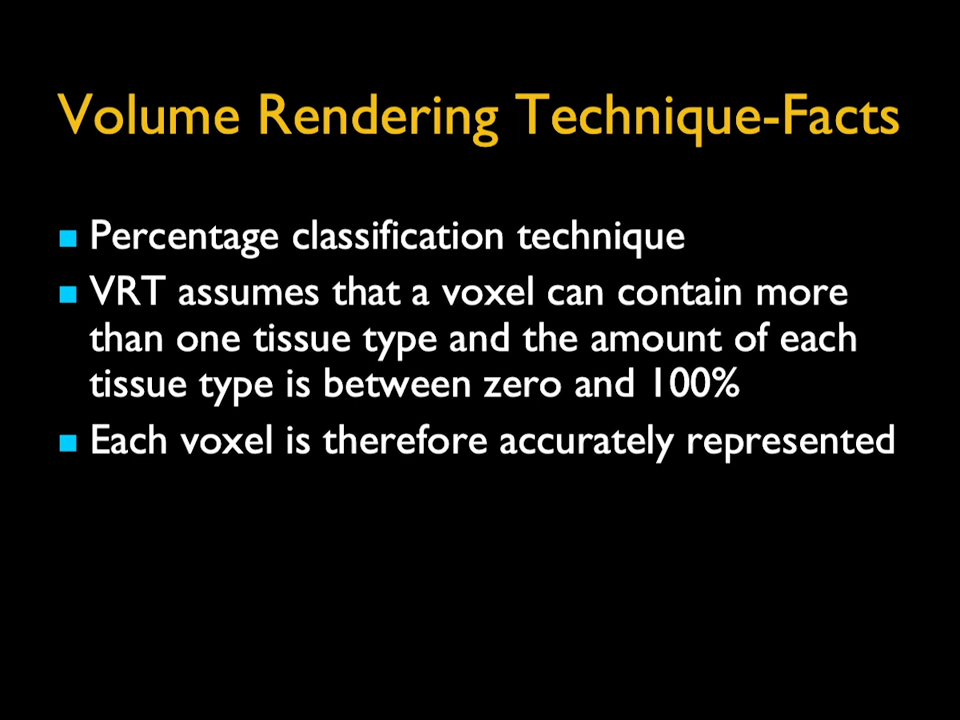 Volume Rendering Technique-Facts
Percentage classification technique
VRT assumes that a voxel can contain more
than one tissue type and the amount of each
tissue type is between zero and 100%
Each voxel is therefore accurately represented